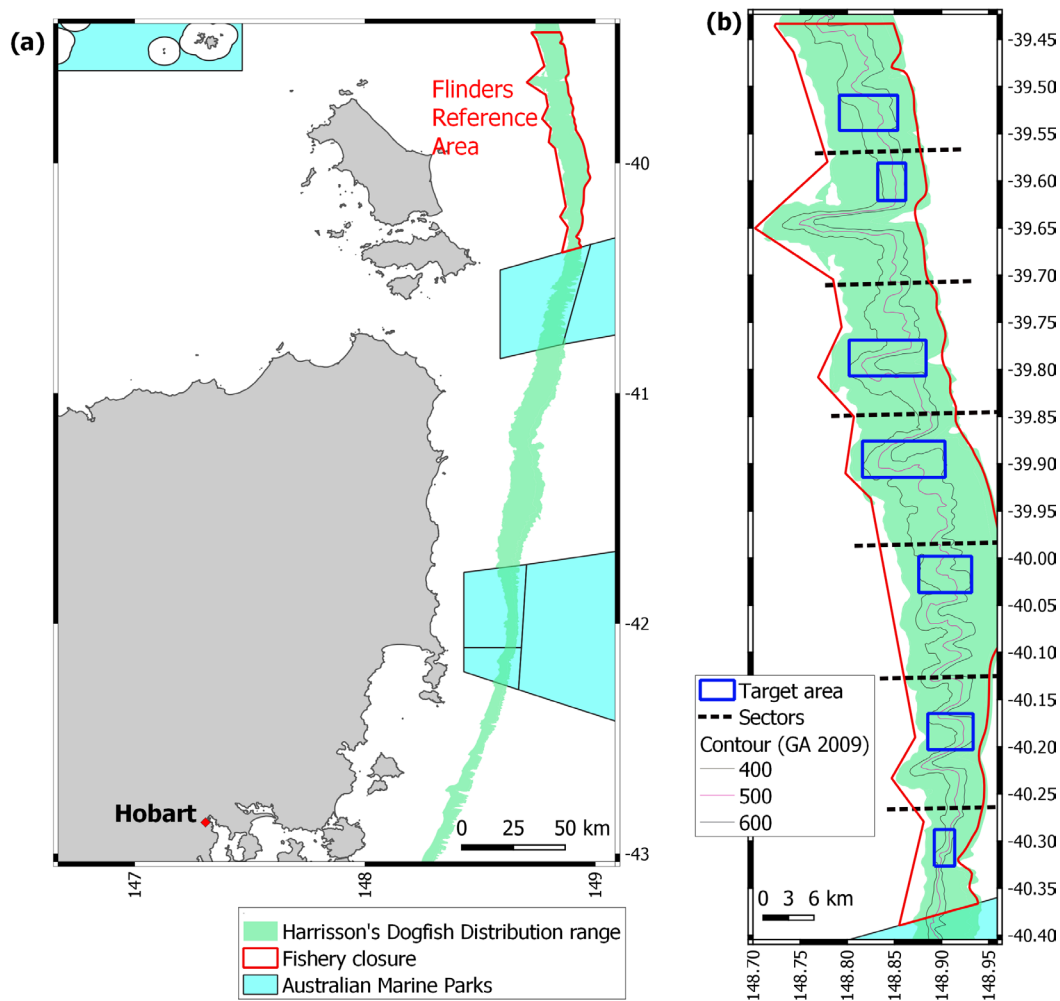 (a)
Flinders
Reference
Area
Hobart
0 25 50 km
-40
-41
-42
-43
147
148
149
Harrisson's Dogfish Distribution range
Fishery closure
Australian Marine Parks
(b)
-39.45
-39.50
-39.55
-39.60
-39.65
-39.70
-39.75
-39.80
-39.85
-39.90
-39.95
-40.00
-40.05
-40.10
-40.15
-40.20
-40.25
-40.30
-40.35
-40.40
Target area
Sectors
Contour (GA 2009)
400
500
600
0 3 6 km
148.70
148.75
148.80
148.85
148.90
148.95